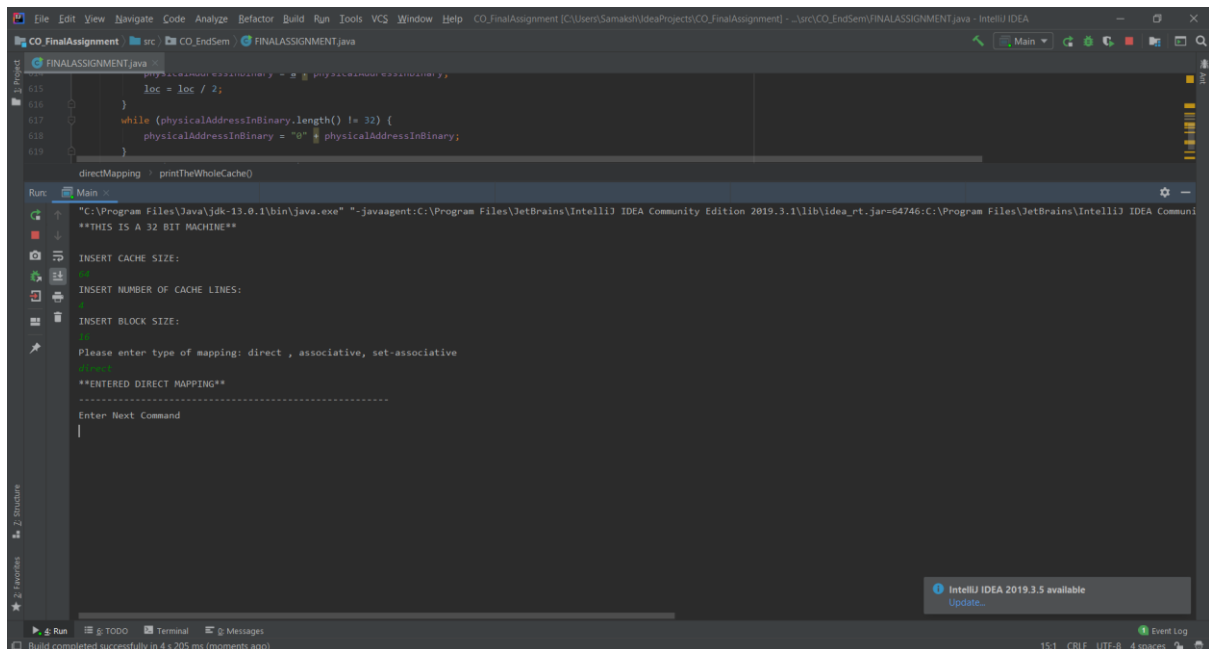 File Edit View Navigate Code Analyze Refactor Build Run Tools VCS Window Help CO_FinalAssignment [C:\Users\Samaksh\IdeaProjects\CO_FinalAssignment] - ...\src\CO_EndSem\FINALASSIGNMENT.java - IntelliJ IDEA
CO_FinalAssignment src CO_EndSem FINALASSIGNMENT.java Main
FINALASSIGNMENT.java
1: Project
Ant
615 loc = loc / 2;
616 }
617 while (physicalAddressInBinary.length() != 32) {
618 physicalAddressInBinary = "0" + physicalAddressInBinary;
619 }
directMapping > printTheWholeCache()
Run: Main
"C:\Program Files\Java\jdk-13.0.1\bin\java.exe" "-javaagent:C:\Program Files\JetBrains\IntelliJ IDEA Community Edition 2019.3.1\lib\idea_rt.jar=64746:C:\Program Files\JetBrains\IntelliJ IDEA Communi
**THIS IS A 32 BIT MACHINE**
INSERT CACHE SIZE:
64
INSERT NUMBER OF CACHE LINES:
4
INSERT BLOCK SIZE:
16
Please enter type of mapping: direct , associative, set-associative
direct
**ENTERED DIRECT MAPPING**
-------------------------------------------------------
Enter Next Command
Z: Structure
2: Favorites
IntelliJ IDEA 2019.3.5 available
Update...
4: Run 6: TODO Terminal 0: Messages 1 Event Log
Build completed successfully in 4 s 205 ms (moments ago) 15:1 CRLF UTF-8 4 spaces